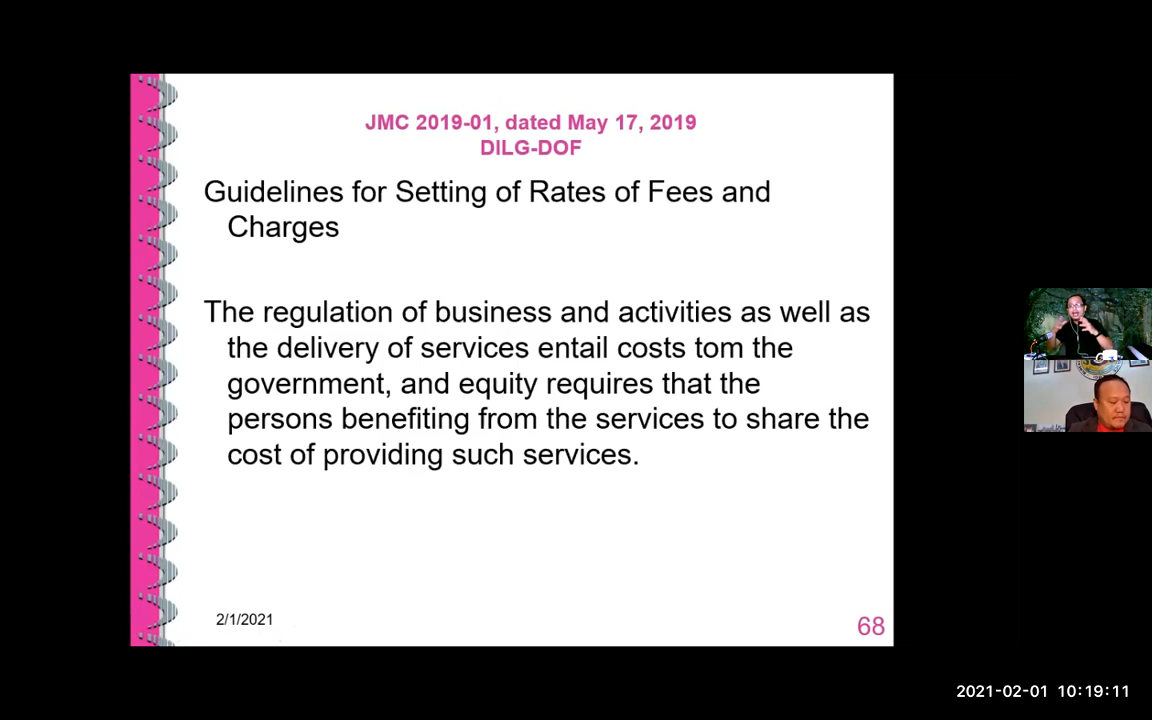 JMC 2019-01, dated May 17, 2019
DILG-DOF
Guidelines for Setting of Rates of Fees and
Charges
The regulation of business and activities as well as
the delivery of services entail costs tom the
government, and equity requires that the
persons benefiting from the services to share the
cost of providing such services.
2/1/2021
68
2021-02-01 10:19:11